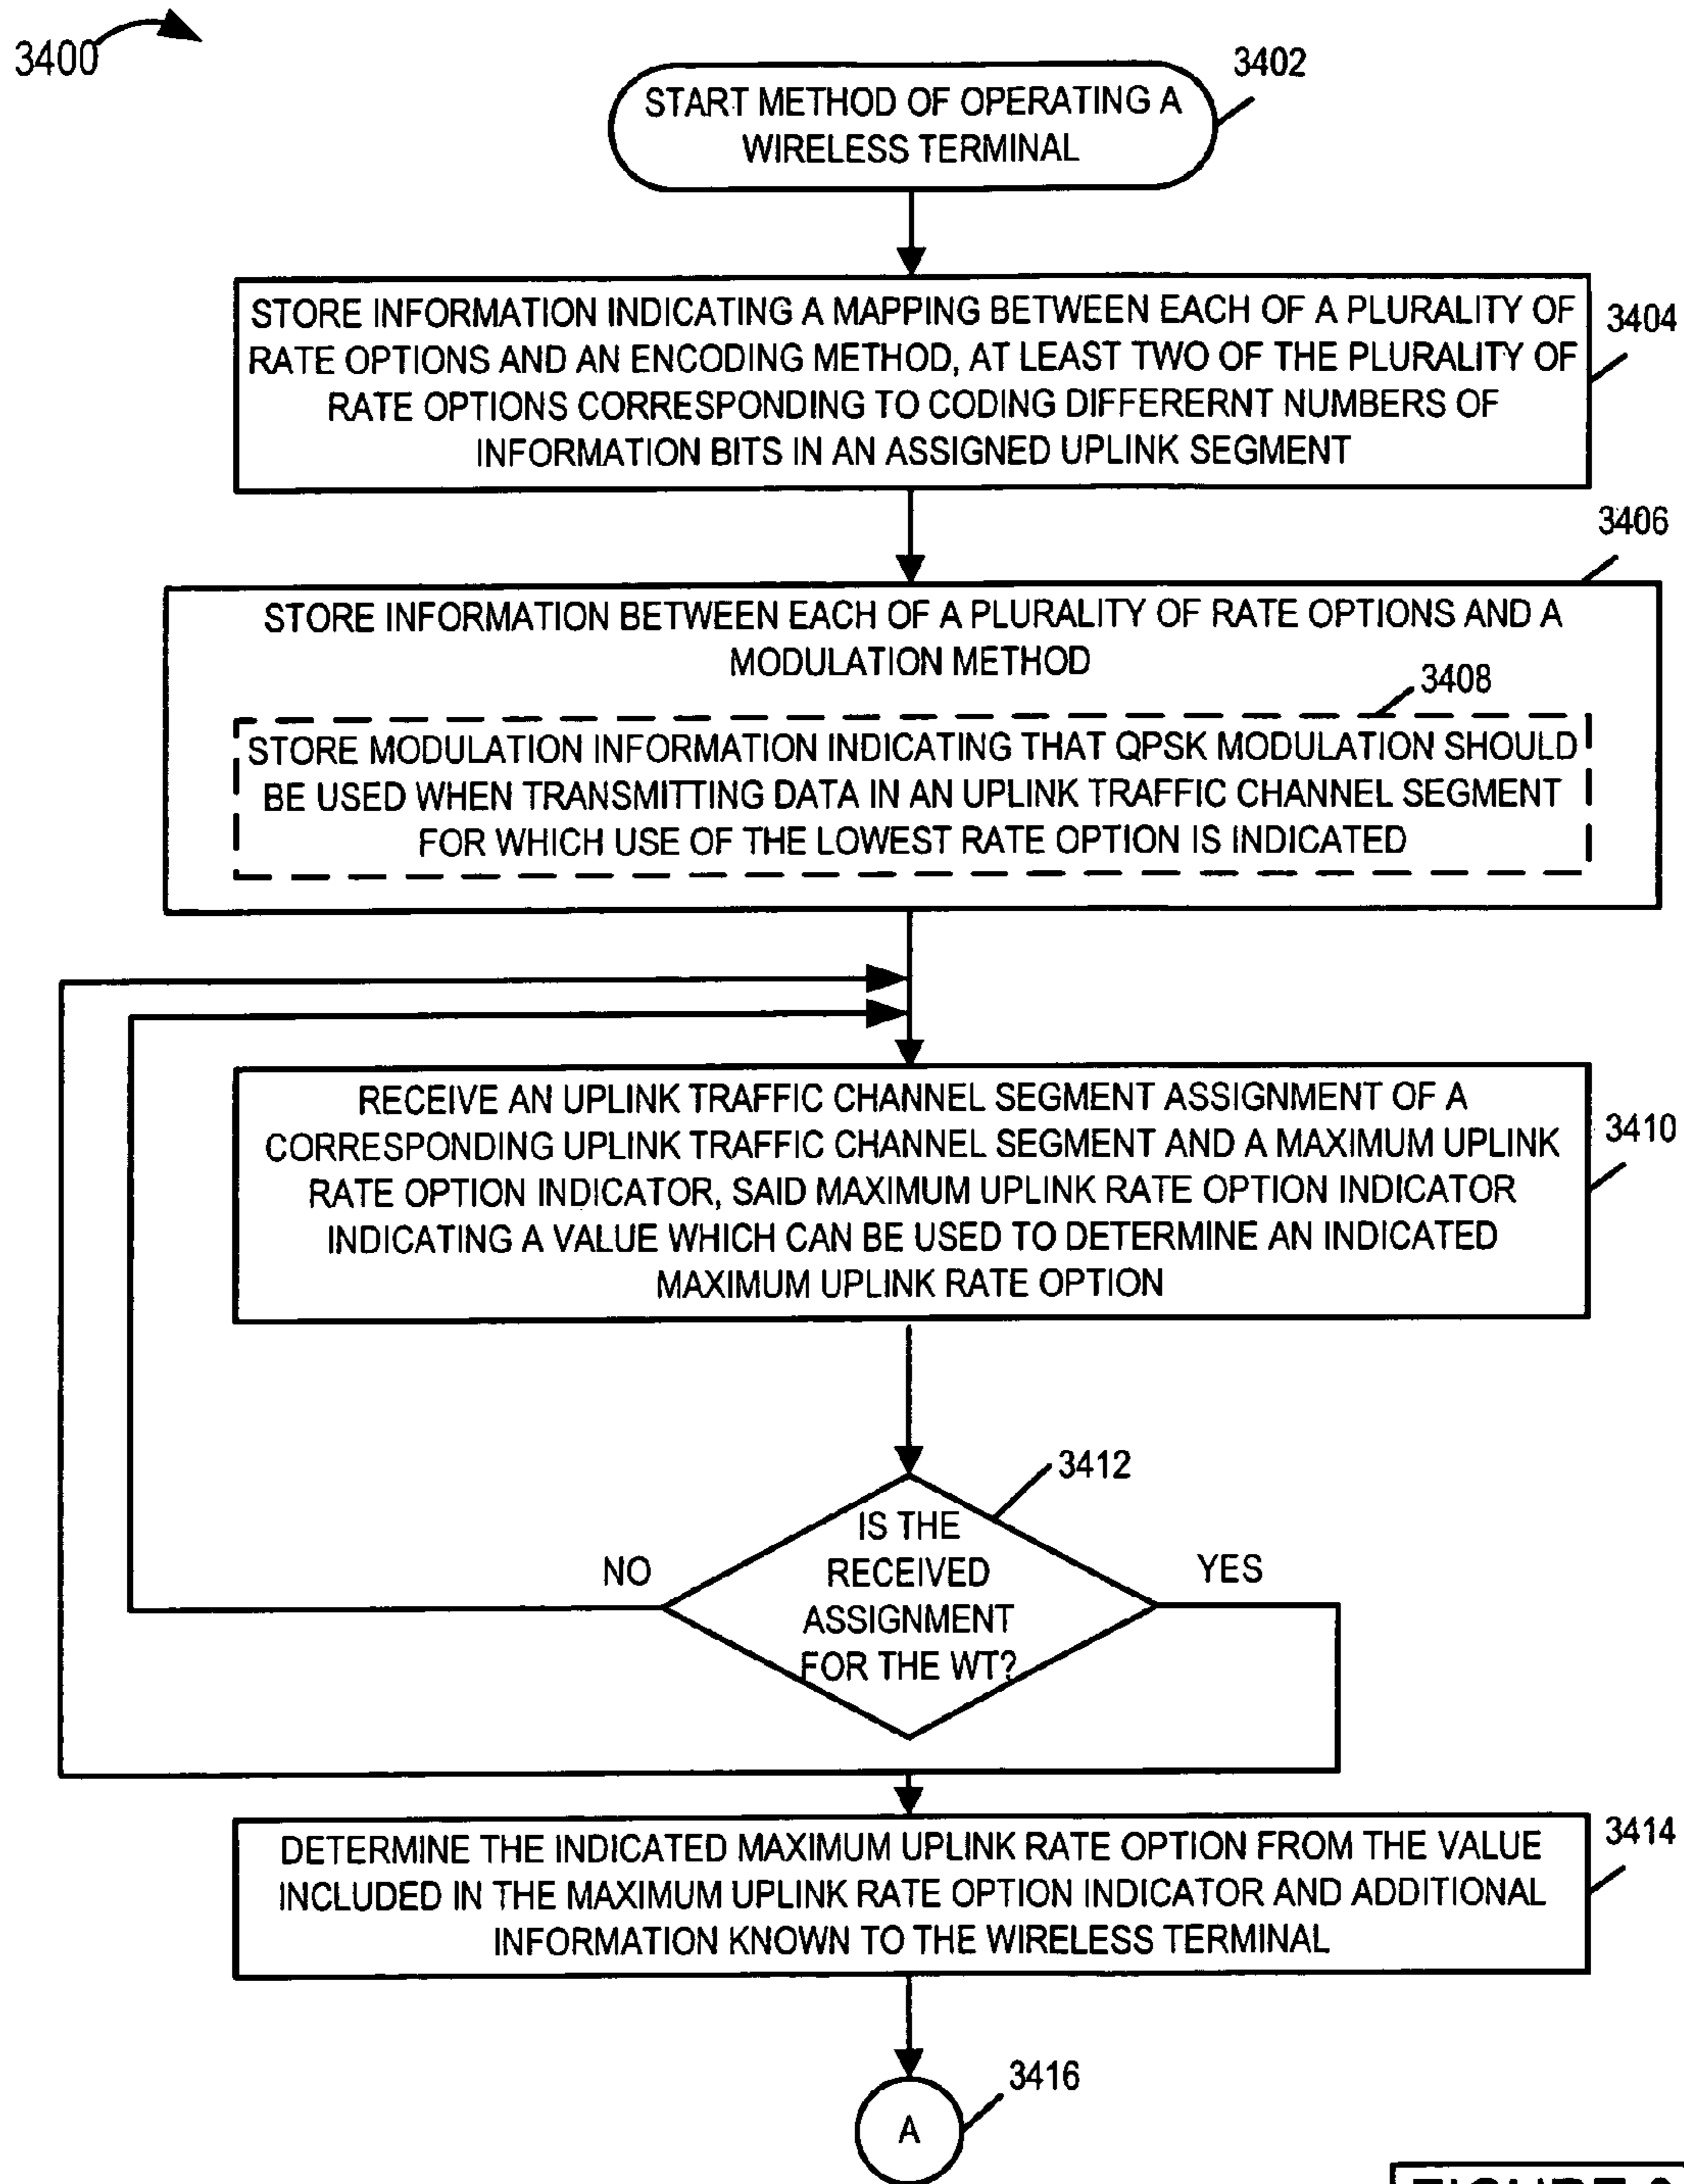 3400
3402
START METHOD OF OPERATING A
WIRELESS TERMINAL
STORE INFORMATION INDICATING A MAPPING BETWEEN EACH OF A PLURALITY OF
RATE OPTIONS AND AN ENCODING METHOD, AT LEAST TWO OF THE PLURALITY OF
RATE OPTIONS CORRESPONDING TO CODING DIFFERERNT NUMBERS OF
INFORMATION BITS IN AN ASSIGNED UPLINK SEGMENT
3404
3406
STORE INFORMATION BETWEEN EACH OF A PLURALITY OF RATE OPTIONS AND A
MODULATION METHOD
3408
STORE MODULATION INFORMATION INDICATING THAT QPSK MODULATION SHOULD
BE USED WHEN TRANSMITTING DATA IN AN UPLINK TRAFFIC CHANNEL SEGMENT
FOR WHICH USE OF THE LOWEST RATE OPTION IS INDICATED
RECEIVE AN UPLINK TRAFFIC CHANNEL SEGMENT ASSIGNMENT OF A
CORRESPONDING UPLINK TRAFFIC CHANNEL SEGMENT AND A MAXIMUM UPLINK
RATE OPTION INDICATOR, SAID MAXIMUM UPLINK RATE OPTION INDICATOR
INDICATING A VALUE WHICH CAN BE USED TO DETERMINE AN INDICATED
MAXIMUM UPLINK RATE OPTION
3410
3412
IS THE
RECEIVED
ASSIGNMENT
FOR THE WT?
NO
YES
DETERMINE THE INDICATED MAXIMUM UPLINK RATE OPTION FROM THE VALUE
INCLUDED IN THE MAXIMUM UPLINK RATE OPTION INDICATOR AND ADDITIONAL
INFORMATION KNOWN TO THE WIRELESS TERMINAL
3414
3416
A